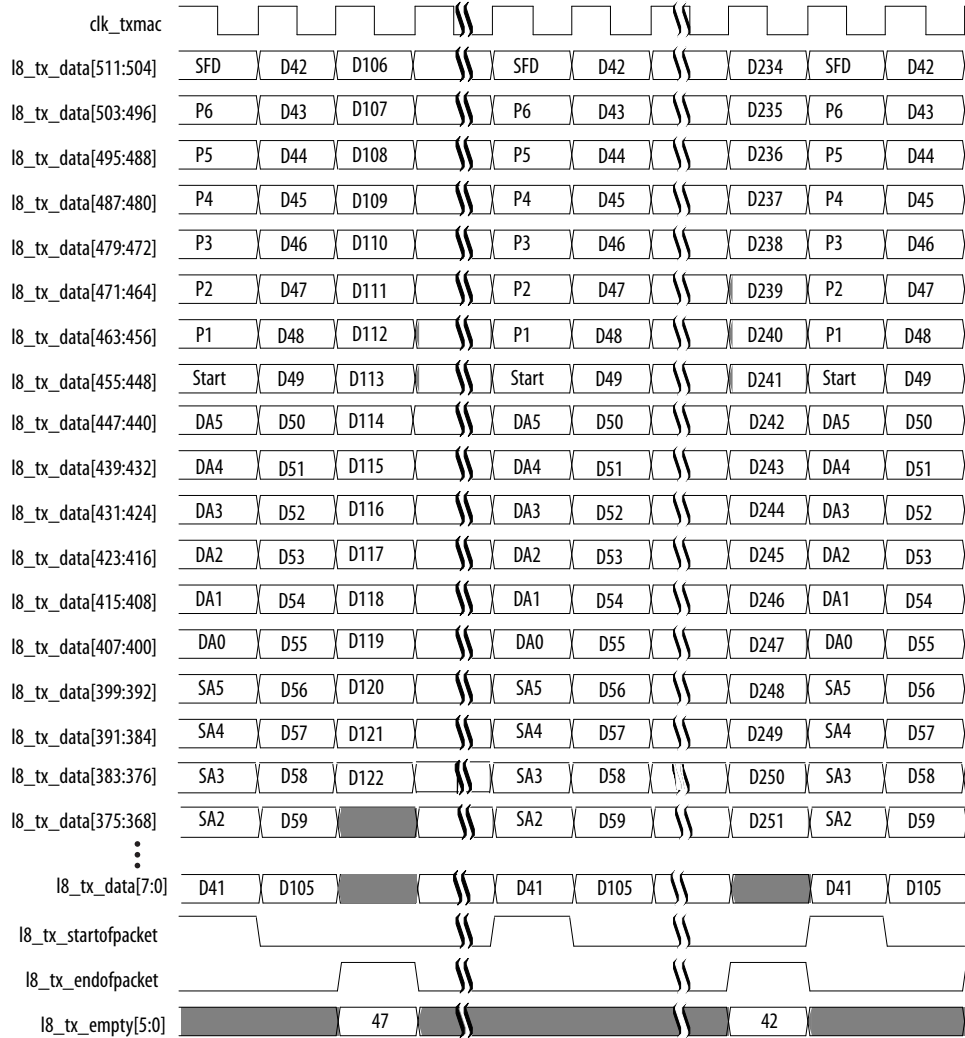 clk_txmac
l8_tx_data[511:504] SFD D42 D106 SFD D42 D234 SFD D42
l8_tx_data[503:496] P6 D43 D107 P6 D43 D235 P6 D43
l8_tx_data[495:488] P5 D44 D108 P5 D44 D236 P5 D44
l8_tx_data[487:480] P4 D45 D109 P4 D45 D237 P4 D45
l8_tx_data[479:472] P3 D46 D110 P3 D46 D238 P3 D46
l8_tx_data[471:464] P2 D47 D111 P2 D47 D239 P2 D47
l8_tx_data[463:456] P1 D48 D112 P1 D48 D240 P1 D48
l8_tx_data[455:448] Start D49 D113 Start D49 D241 Start D49
l8_tx_data[447:440] DA5 D50 D114 DA5 D50 D242 DA5 D50
l8_tx_data[439:432] DA4 D51 D115 DA4 D51 D243 DA4 D51
l8_tx_data[431:424] DA3 D52 D116 DA3 D52 D244 DA3 D52
l8_tx_data[423:416] DA2 D53 D117 DA2 D53 D245 DA2 D53
l8_tx_data[415:408] DA1 D54 D118 DA1 D54 D246 DA1 D54
l8_tx_data[407:400] DA0 D55 D119 DA0 D55 D247 DA0 D55
l8_tx_data[399:392] SA5 D56 D120 SA5 D56 D248 SA5 D56
l8_tx_data[391:384] SA4 D57 D121 SA4 D57 D249 SA4 D57
l8_tx_data[383:376] SA3 D58 D122 SA3 D58 D250 SA3 D58
l8_tx_data[375:368] SA2 D59 SA2 D59 D251 SA2 D59
l8_tx_data[7:0] D41 D105 D41 D105 D41 D105
l8_tx_startofpacket
l8_tx_endofpacket
l8_tx_empty[5:0] 47 42